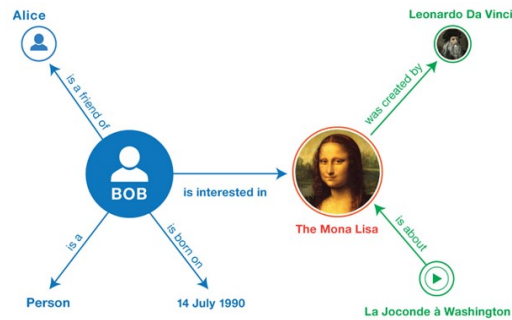 Alice
Leonardo Da Vinci
is a friend of
was created by
BOB
is interested in
The Mona Lisa
is a
is born on
is about
Person
14 July 1990
La Joconde à Washington